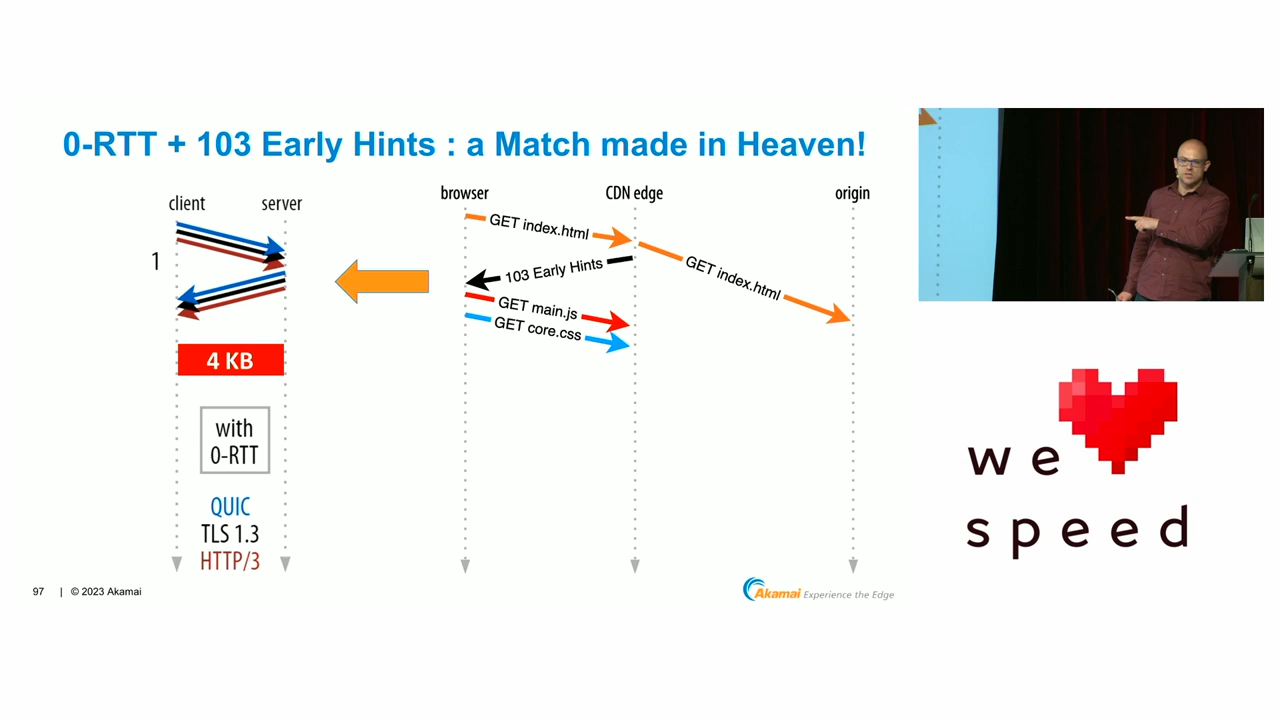 0-RTT + 103 Early Hints : a Match made in Heaven!
client
server
1
4 KB
with
0-RTT
QUIC
TLS 1.3
HTTP/3
browser
CDN edge
origin
GET index.html
GET index.html
103 Early Hints
GET main.js
GET core.css
97 | © 2023 Akamai
Akamai Experience the Edge
we
speed